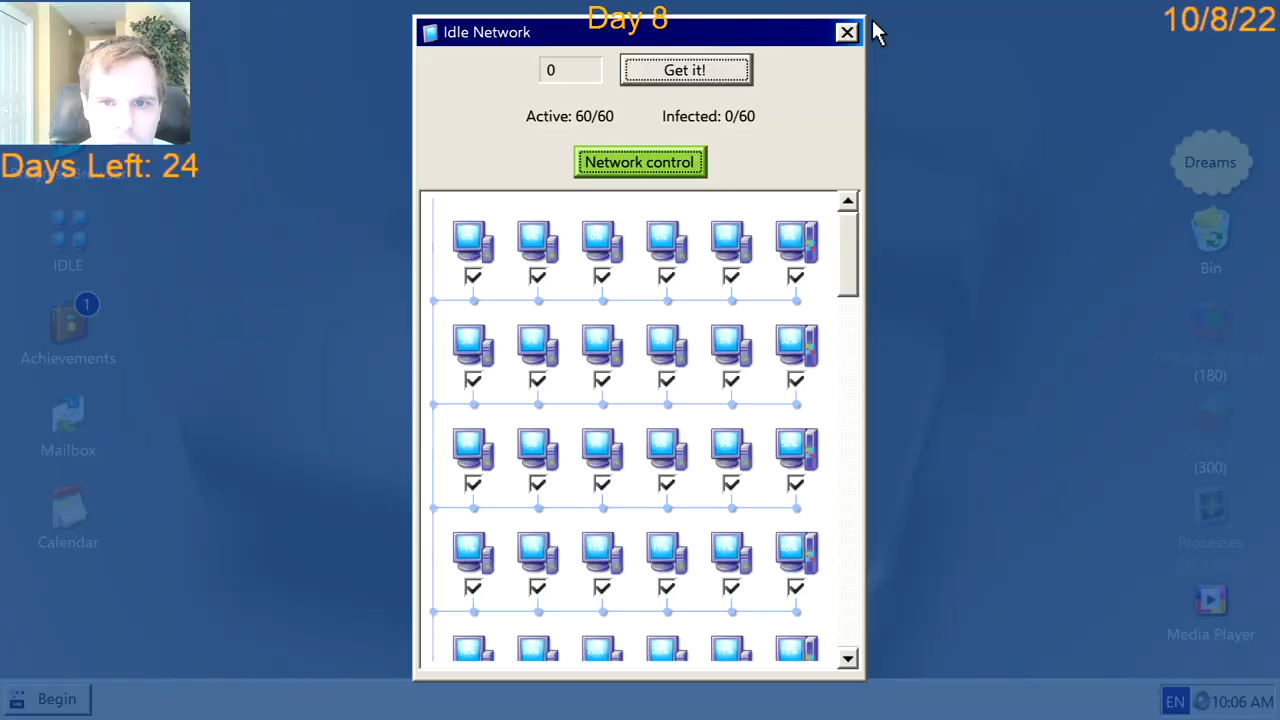 Day 8
10/8/22
Idle Network
0
Get it!
Active: 60/60
Infected: 0/60
Network control
Days Left: 24
IDLE
1
Achievements
Mailbox
Calendar
Dreams
Bin
(180)
(300)
Processes
Media Player
Begin
EN
10:06 AM